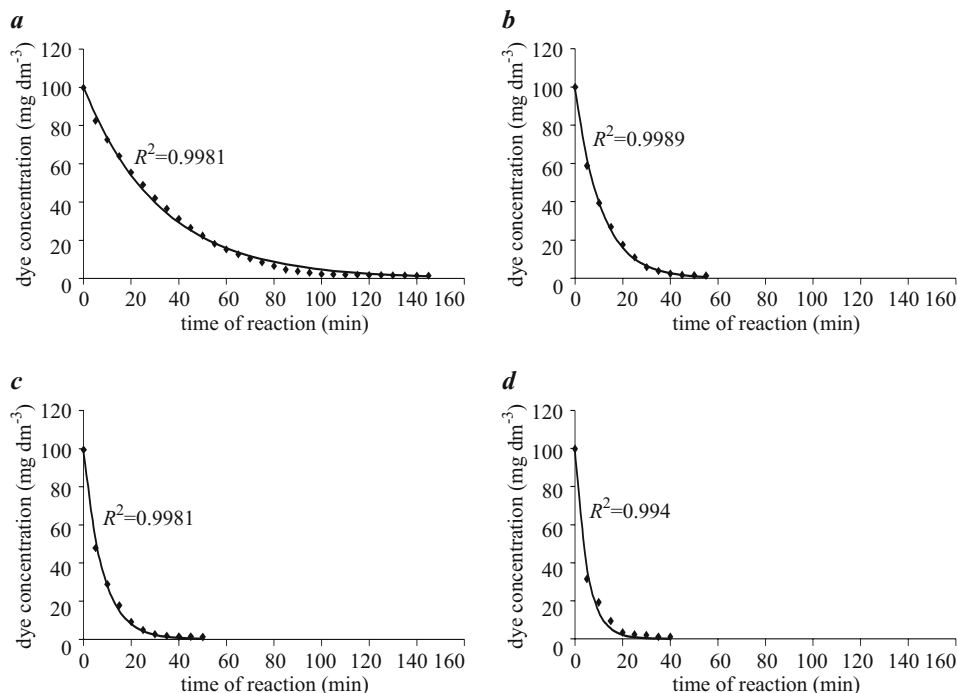 a
dye concentration (mg dm⁻³)
120
100
80
60
40
20
0
R²=0.9981
0 20 40 60 80 100 120 140 160
time of reaction (min)
b
dye concentration (mg dm⁻³)
120
100
80
60
40
20
0
R²=0.9989
0 20 40 60 80 100 120 140 160
time of reaction (min)
c
dye concentration (mg dm⁻³)
120
100
80
60
40
20
0
R²=0.9981
0 20 40 60 80 100 120 140 160
time of reaction (min)
d
dye concentration (mg dm⁻³)
120
100
80
60
40
20
0
R²=0.994
0 20 40 60 80 100 120 140 160
time of reaction (min)